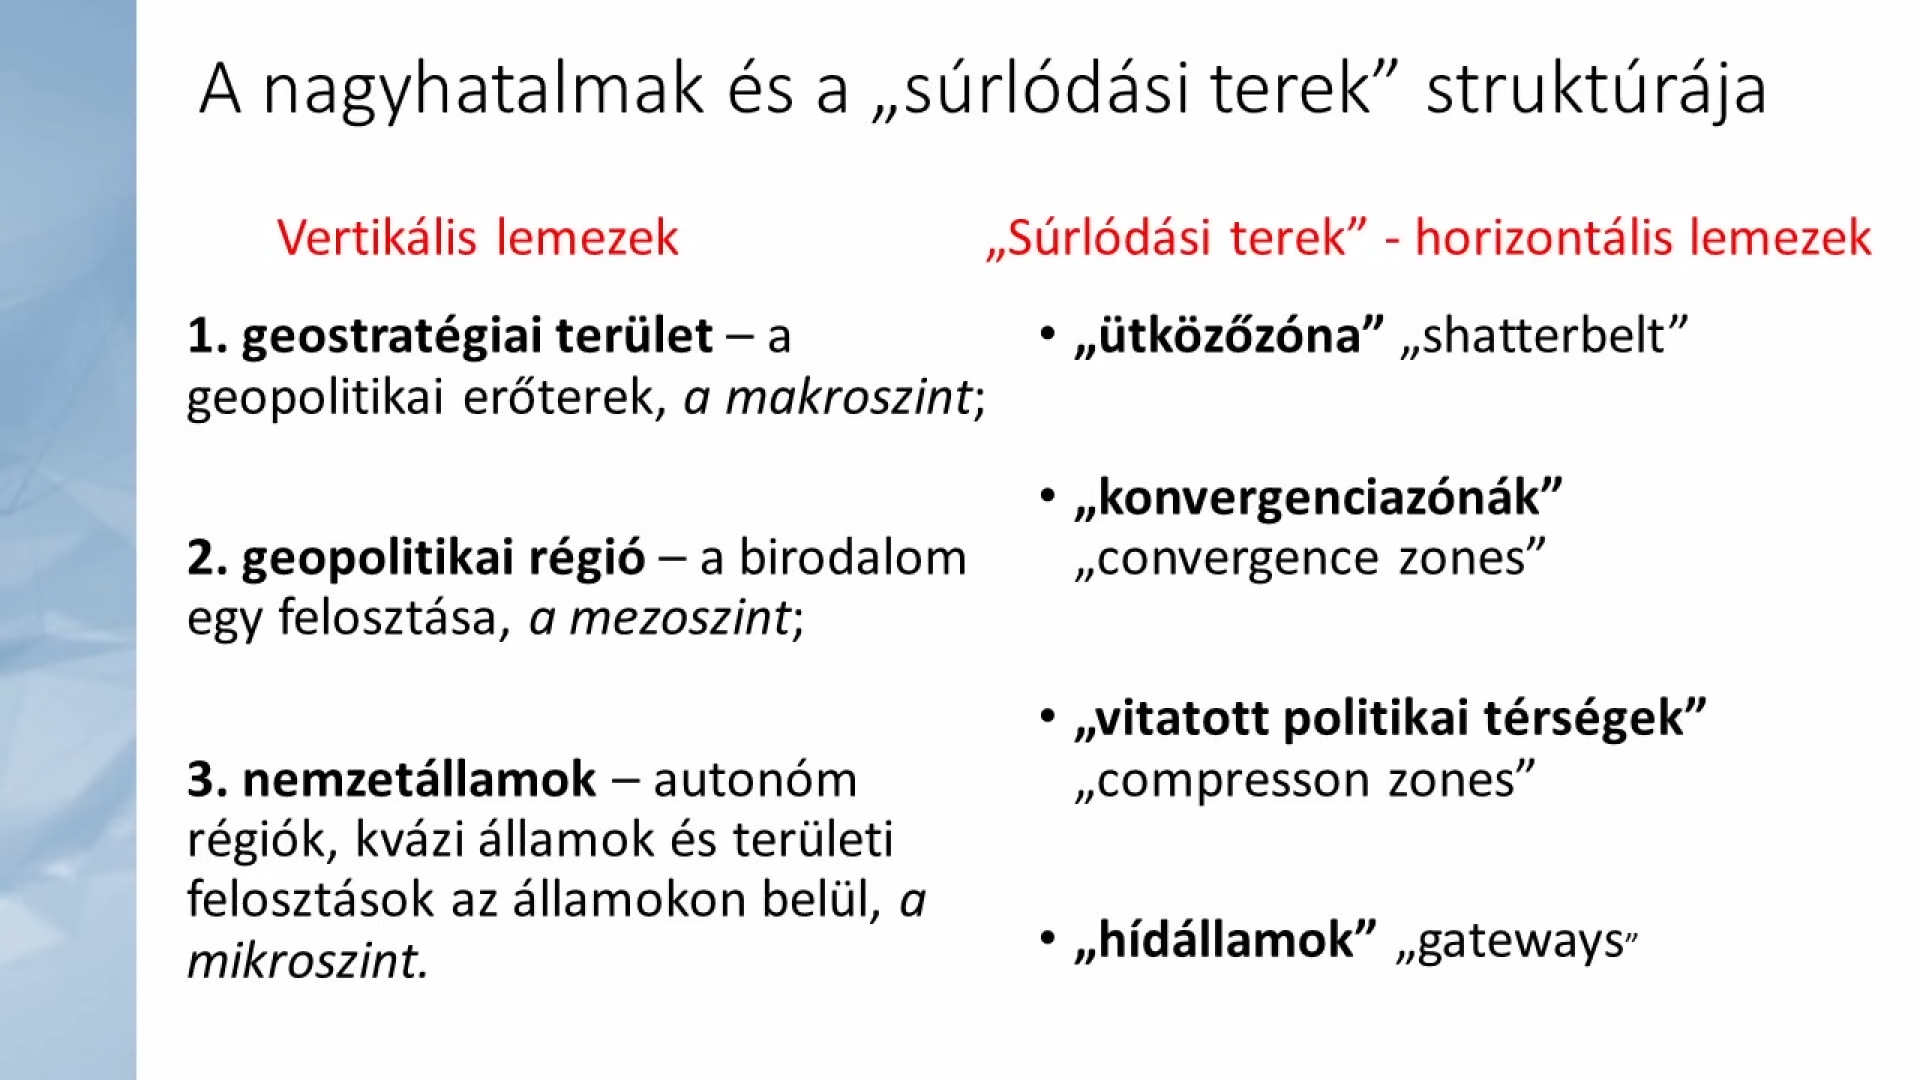 A nagyhatalmak és a „súrlódási terek” struktúrája
Vertikális lemezek
1. geostratégiai terület – a
geopolitikai erőterek, a makroszint;
2. geopolitikai régió – a birodalom
egy felosztása, a mezoszint;
3. nemzetállamok – autonóm
régiók, kvázi államok és területi
felosztások az államokon belül, a
mikroszint.
„Súrlódási terek” - horizontális lemezek
• „ütközőzóna” „shatterbelt”
• „konvergenciazónák”
„convergence zones”
• „vitatott politikai térségek”
„compresson zones”
• „hídállamok” „gateways”